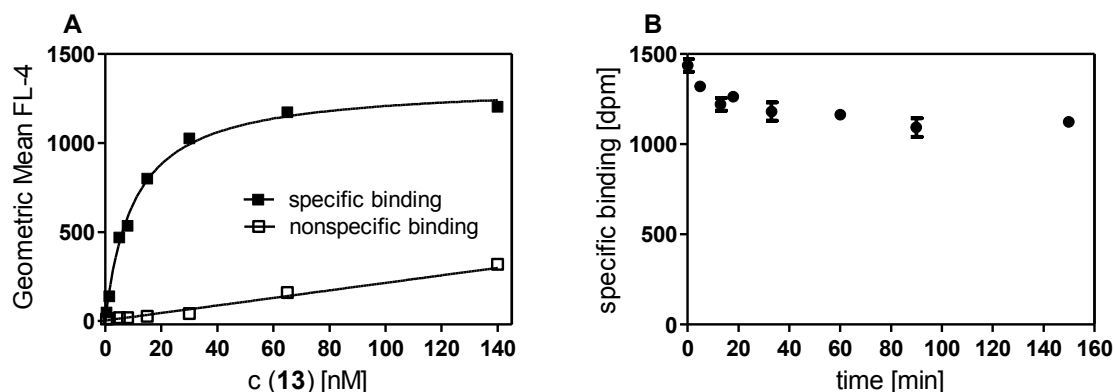 A
Geometric Mean FL-4
1500
1000
500
0
specific binding
nonspecific binding
0 20 40 60 80 100 120 140
c (13) [nM]
B
specific binding [dpm]
1500
1000
500
0
0 20 40 60 80 100 120 140 160
time [min]